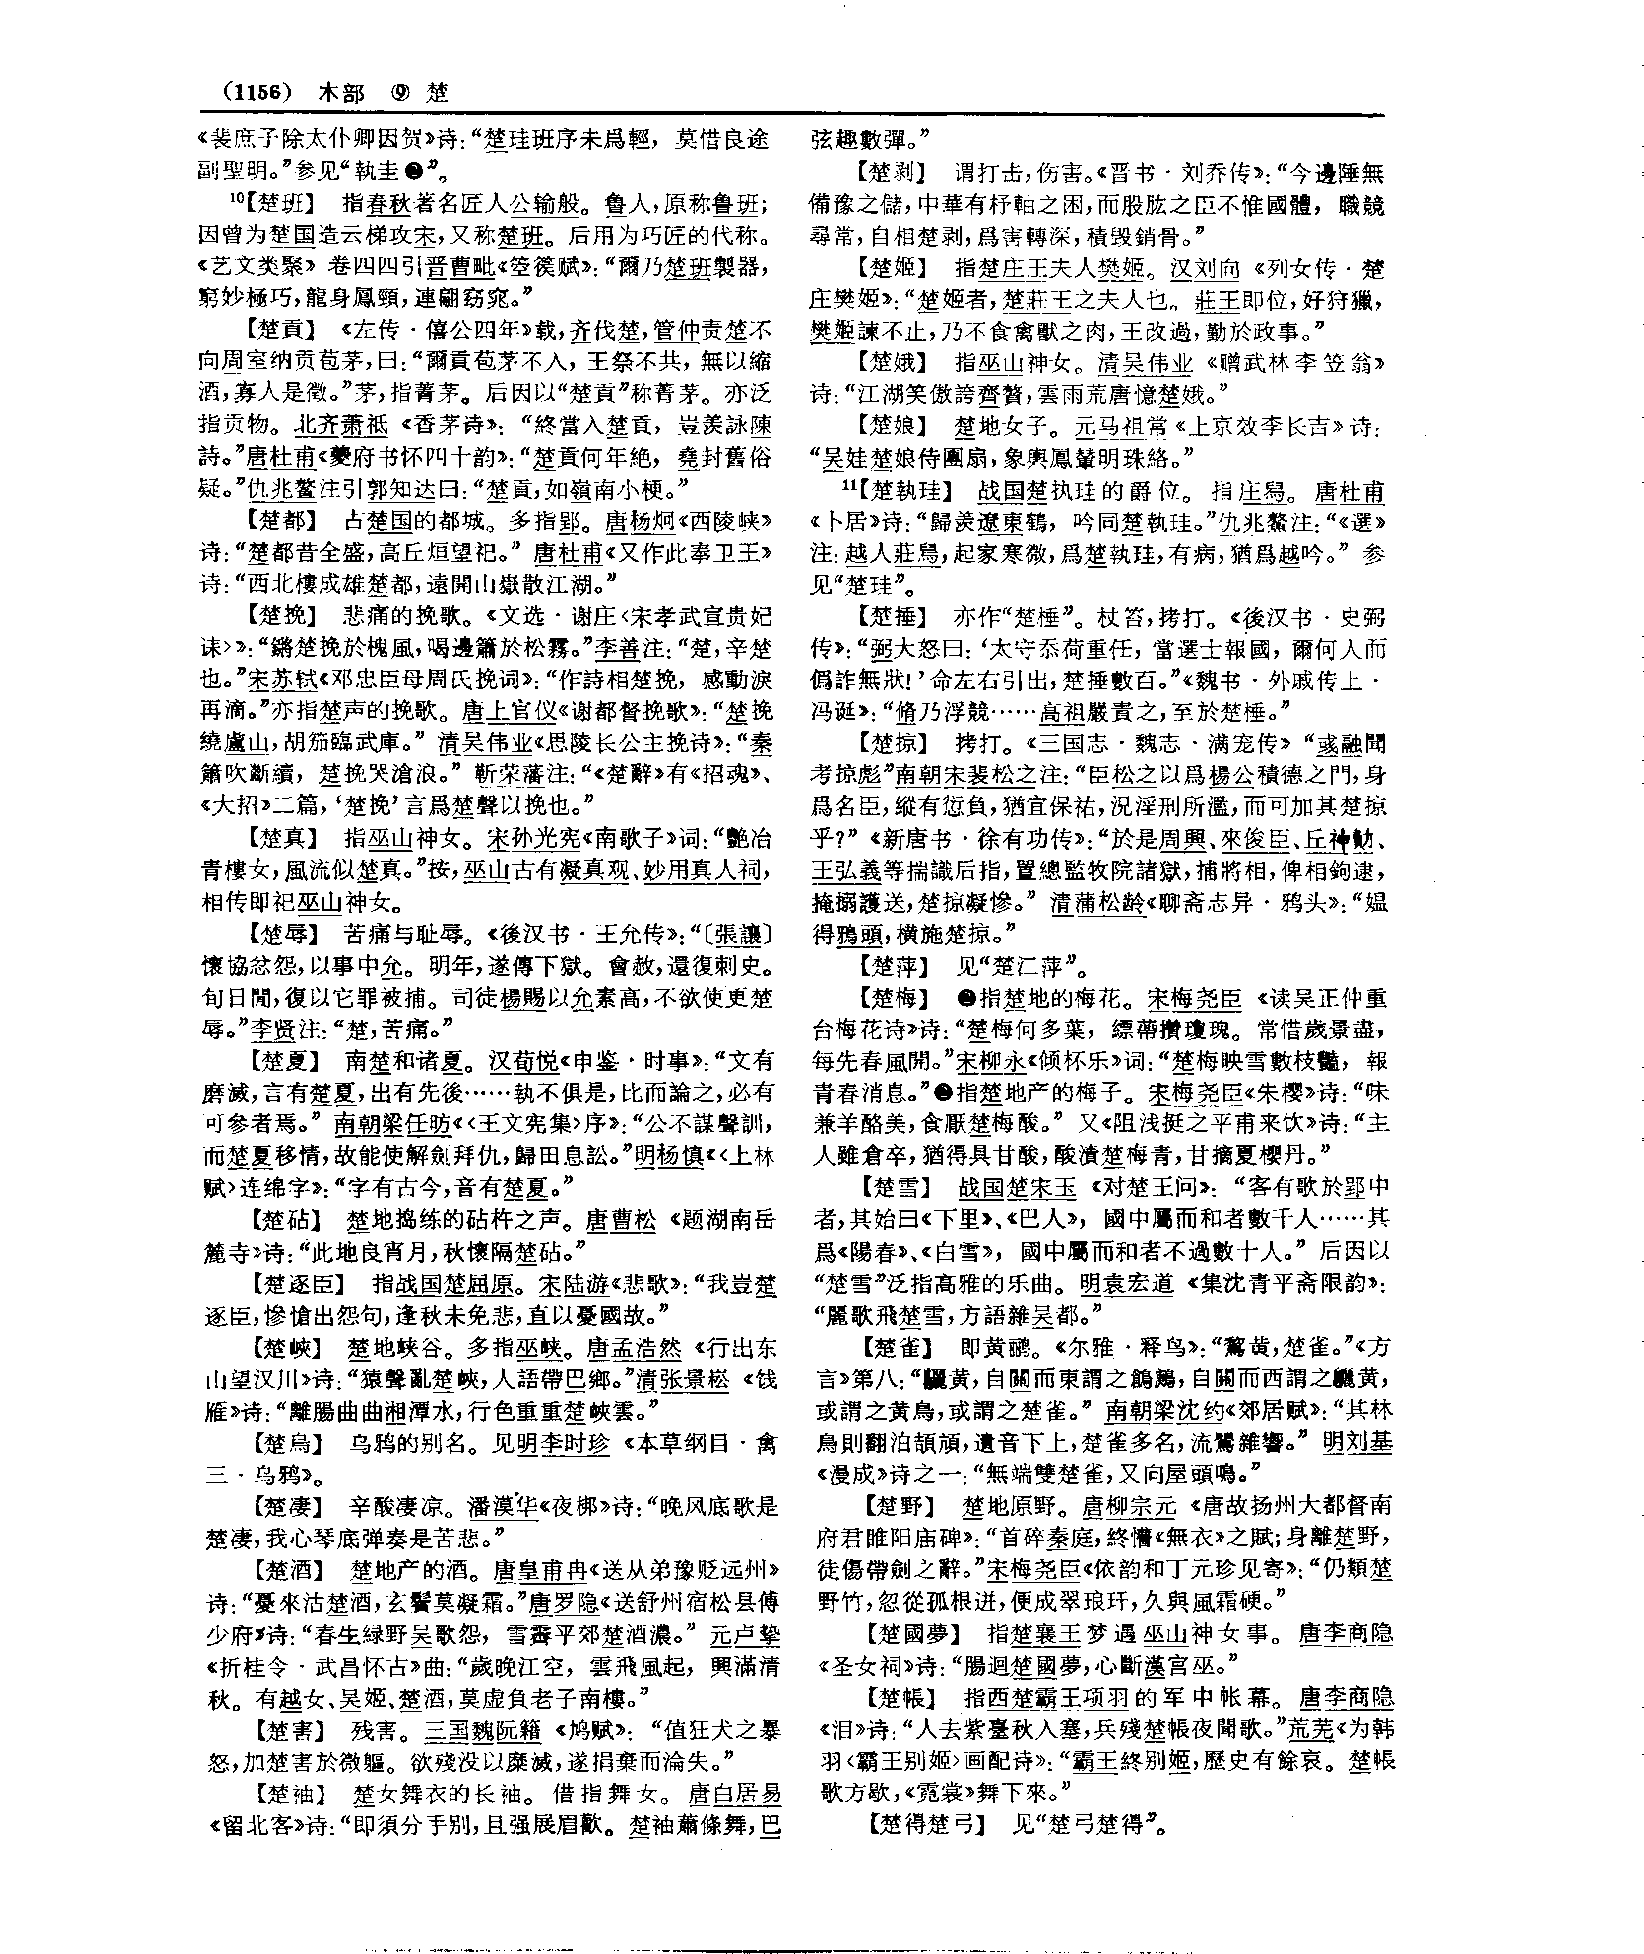 (1156) 木部 ⑨ 楚
《裴庶子除太仆卿因贺》诗：“楚珪班序未爲輕，莫惜良途
副聖明。”参见“執圭❷”。
10【楚班】 指春秋著名匠人公输般。鲁人，原称鲁班；
因曾为楚国造云梯攻宋，又称楚班。后用为巧匠的代称。
《艺文类聚》卷四四引晋曹毗《箜篌赋》：“爾乃楚班製器，
窮妙極巧，龍身鳳頸，連翩窈窕。”
【楚貢】 《左传·僖公四年》载，齐伐楚，管仲责楚不
向周室纳贡苞茅，曰：“爾貢苞茅不入，王祭不共，無以縮
酒，寡人是徵。”茅，指菁茅。后因以“楚貢”称菁茅。亦泛
指贡物。北齐萧祗《香茅诗》：“終當入楚貢，豈羡詠陳
詩。”唐杜甫《夔府书怀四十韵》：“楚貢何年絶，堯封舊俗
疑。”仇兆鳌注引郭知达曰：“楚貢，如嶺南小梗。”
【楚都】 古楚国的都城。多指郢。唐杨炯《西陵峡》
诗：“楚都昔全盛，高丘烜望祀。”唐杜甫《又作此奉卫王》
诗：“西北樓成雄楚都，遠開山嶽散江湖。”
【楚挽】 悲痛的挽歌。《文选·谢庄〈宋孝武宣贵妃
诔〉》：“鏘楚挽於槐風，喝邊簫於松霧。”李善注：“楚，辛楚
也。”宋苏轼《邓忠臣母周氏挽词》：“作詩相楚挽，感動淚
再滴。”亦指楚声的挽歌。唐上官仪《谢都督挽歌》：“楚挽
繞廬山，胡笳臨武庫。”清吴伟业《思陵长公主挽诗》：“秦
簫吹斷續，楚挽哭滄浪。”靳荣藩注：“《楚辭》有《招魂》、
《大招》二篇，‘楚挽’言爲楚聲以挽也。”
【楚真】 指巫山神女。宋孙光宪《南歌子》词：“艷冶
青樓女，風流似楚真。”按，巫山古有凝真观、妙用真人祠，
相传即祀巫山神女。
【楚辱】 苦痛与耻辱。《後汉书·王允传》：“〔張讓〕
懷協忿怨，以事中允。明年，遂傳下獄。會赦，還復刺史。
旬日間，復以它罪被捕。司徒楊賜以允素高，不欲使更楚
辱。”李贤注：“楚，苦痛。”
【楚夏】 南楚和诸夏。汉荀悦《申鉴·时事》：“文有
磨滅，言有楚夏，出有先後……執不俱是，比而論之，必有
可参者焉。”南朝梁任昉《〈王文宪集〉序》：“公不謀聲訓，
而楚夏移情，故能使解劍拜仇，歸田息訟。”明杨慎《〈上林
赋〉连绵字》：“字有古今，音有楚夏。”
【楚砧】 楚地捣练的砧杵之声。唐曹松《题湖南岳
麓寺》诗：“此地良宵月，秋懷隔楚砧。”
【楚逐臣】 指战国楚屈原。宋陆游《悲歌》：“我豈楚
逐臣，慘愴出怨句，逢秋未免悲，直以憂國故。”
【楚峽】 楚地峡谷。多指巫峡。唐孟浩然《行出东
山望汉川》诗：“猿聲亂楚峽，人語帶巴鄉。”清张景崧《饯
雁》诗：“離腸曲曲湘潭水，行色重重楚峽雲。”
【楚烏】 乌鸦的别名。见明李时珍《本草纲目·禽
三·乌鸦》。
【楚凄】 辛酸凄凉。潘漠华《夜梆》诗：“晚风底歌是
楚凄，我心琴底弹奏是苦悲。”
【楚酒】 楚地产的酒。唐皇甫冉《送从弟豫贬远州》
诗：“憂來沽楚酒，玄鬢莫凝霜。”唐罗隐《送舒州宿松县傅
少府》诗：“春生緑野吴歌怨，雪霽平郊楚酒濃。”元卢挚
《折桂令·武昌怀古》曲：“歲晚江空，雲飛風起，興滿清
秋。有越女、吴姬、楚酒，莫虚負老子南樓。”
【楚害】 残害。三国魏阮籍《鸠赋》：“值狂犬之暴
怒，加楚害於微軀。欲殘没以糜滅，遂捐棄而淪失。”
【楚袖】 楚女舞衣的长袖。借指舞女。唐白居易
《留北客》诗：“即須分手别，且强展眉歡。楚袖蕭條舞，巴
弦趣數彈。”
【楚剥】 谓打击，伤害。《晋书·刘乔传》：“今邊陲無
備豫之儲，中華有杼軸之困，而股肱之臣不惟國體，職競
尋常，自相楚剥，爲害轉深，積毁銷骨。”
【楚姬】 指楚庄王夫人樊姬。汉刘向《列女传·楚
庄樊姬》：“楚姬者，楚莊王之夫人也。莊王即位，好狩獵，
樊姬諫不止，乃不食禽獸之肉，王改過，勤於政事。”
【楚娥】 指巫山神女。清吴伟业《赠武林李笠翁》
诗：“江湖笑傲誇齊贅，雲雨荒唐憶楚娥。”
【楚娘】 楚地女子。元马祖常《上京效李长吉》诗：
“吴娃楚娘侍團扇，象輿鳳輦明珠絡。”
11【楚執珪】 战国楚执珪的爵位。指庄舄。唐杜甫
《卜居》诗：“歸羡遼東鶴，吟同楚執珪。”仇兆鰲注：“《選》
注：越人莊舄，起家寒微，爲楚執珪，有病，猶爲越吟。”参
见“楚珪”。
【楚捶】 亦作“楚棰”。杖笞，拷打。《後汉书·史弼
传》：“弼大怒曰：‘太守忝荷重任，當選士報國，爾何人而
僞詐無狀！’命左右引出，楚捶數百。”《魏书·外戚传上·
冯诞》：“脩乃浮競……高祖嚴責之，至於楚棰。”
【楚掠】 拷打。《三国志·魏志·满宠传》“彧融聞
考掠彪”南朝宋裴松之注：“臣松之以爲楊公積德之門，身
爲名臣，縱有愆負，猶宜保祐，況淫刑所濫，而可加其楚掠
乎？”《新唐书·徐有功传》：“於是周興、來俊臣、丘神勣、
王弘義等揣識后指，置總監牧院諸獄，捕將相，俾相鉤逮，
掩搦護送，楚掠凝慘。”清蒲松龄《聊斋志异·鸦头》：“媪
得鴉頭，橫施楚掠。”
【楚萍】 见“楚江萍”。
【楚梅】 ❶指楚地的梅花。宋梅尧臣《读吴正仲重
台梅花诗》诗：“楚梅何多葉，縹蔕攢瓊瑰。常惜歲景盡，
每先春風開。”宋柳永《倾杯乐》词：“楚梅映雪數枝豔，報
青春消息。”❷指楚地产的梅子。宋梅尧臣《朱樱》诗：“味
兼羊酪美，食厭楚梅酸。”又《阻浅挺之平甫来饮》诗：“主
人雖倉卒，猶得具甘酸，酸漬楚梅青，甘摘夏櫻丹。”
【楚雪】 战国楚宋玉《对楚王问》：“客有歌於郢中
者，其始曰《下里》、《巴人》，國中屬而和者數千人……其
爲《陽春》、《白雪》，國中屬而和者不過數十人。”后因以
“楚雪”泛指高雅的乐曲。明袁宏道《集沈青平斋限韵》：
“麗歌飛楚雪，方語雜吴都。”
【楚雀】 即黄鹂。《尔雅·释鸟》：“鵹黄，楚雀。”《方
言》第八：“鸝黄，自關而東謂之鶬鶊，自關而西謂之鸝黄，
或謂之黄鳥，或謂之楚雀。”南朝梁沈约《郊居赋》：“其林
鳥則翻泊頡頏，遺音下上，楚雀多名，流鶯雜響。”明刘基
《漫成》诗之一：“無端雙楚雀，又向屋頭鳴。”
【楚野】 楚地原野。唐柳宗元《唐故扬州大都督南
府君睢阳庙碑》：“首碎秦庭，終懵《無衣》之賦；身離楚野，
徒傷帶劍之辭。”宋梅尧臣《依韵和丁元珍见寄》：“仍類楚
野竹，忽從孤根迸，便成翠琅玕，久與風霜硬。”
【楚國夢】 指楚襄王梦遇巫山神女事。唐李商隐
《圣女祠》诗：“腸迴楚國夢，心斷漢宫巫。”
【楚帳】 指西楚霸王项羽的军中帐幕。唐李商隐
《泪》诗：“人去紫臺秋入塞，兵殘楚帳夜聞歌。”荒芜《为韩
羽〈霸王别姬〉画配诗》：“霸王終别姬，歷史有餘哀。楚帳
歌方歇，《霓裳》舞下來。”
【楚得楚弓】 见“楚弓楚得”。